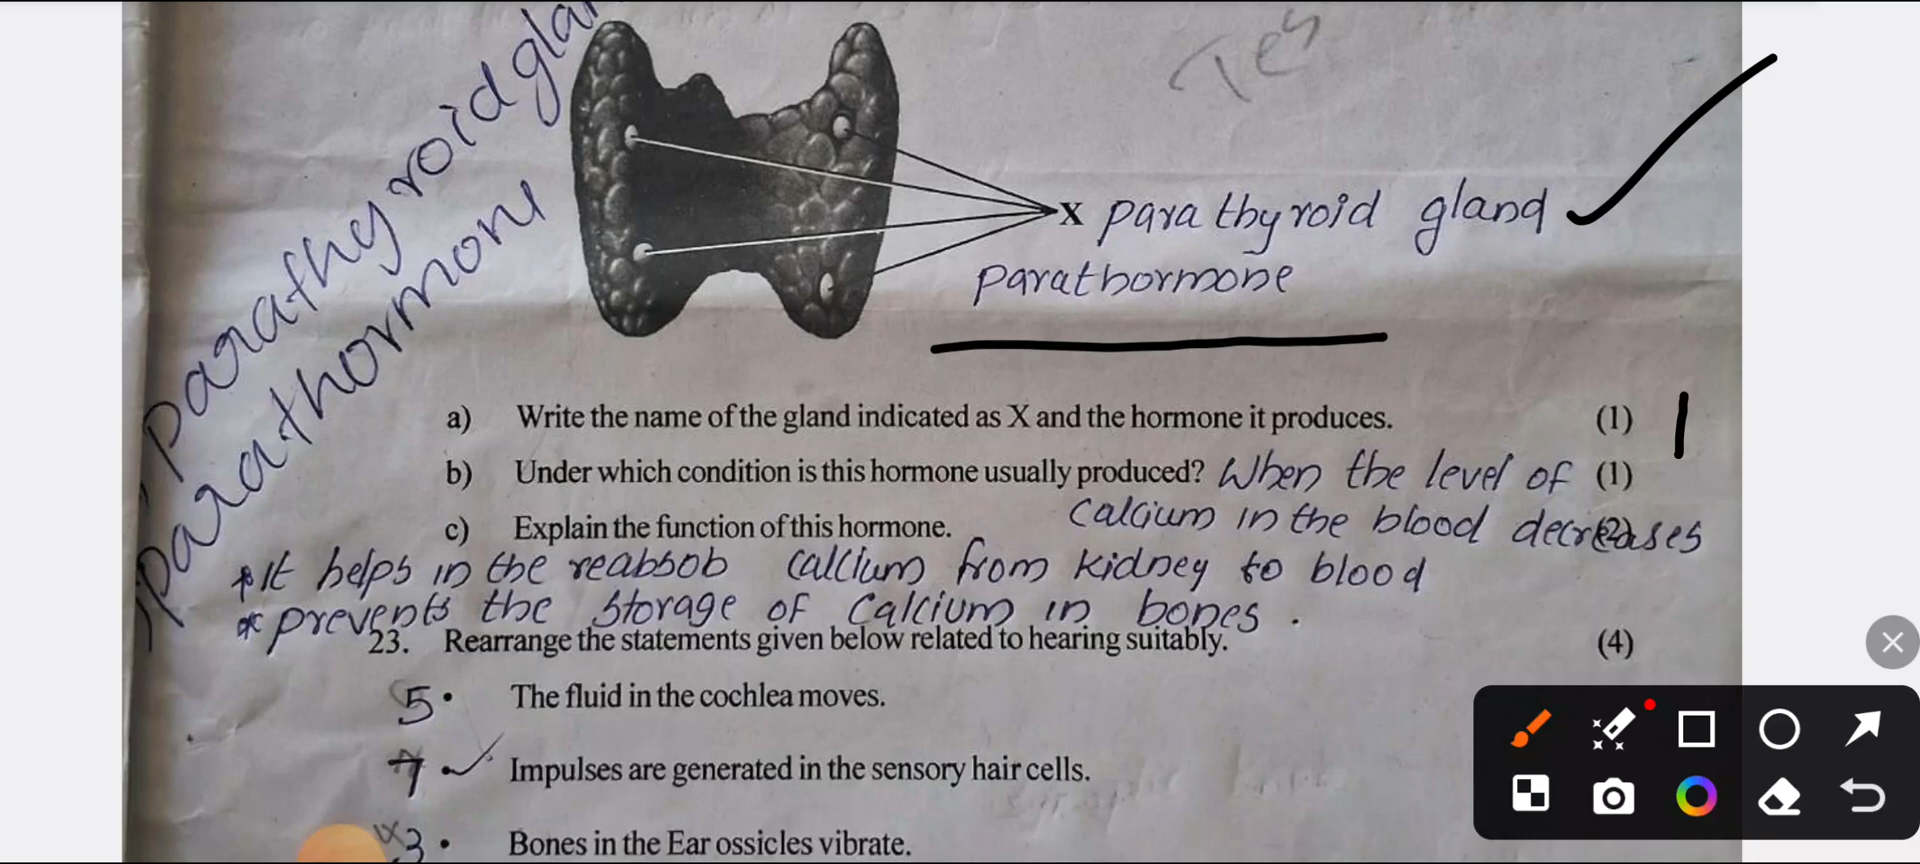 parathyroid
parathormone
X para thyroid gland
parathormone
a) Write the name of the gland indicated as X and the hormone it produces. (1) 1
b) Under which condition is this hormone usually produced? When the level of (1)
calcium in the blood decreases
c) Explain the function of this hormone.
* It helps in the reabsob calcium from kidney to blood
* prevents the storage of calcium in bones .
23. Rearrange the statements given below related to hearing suitably. (4)
5 • The fluid in the cochlea moves.
7 Impulses are generated in the sensory hair cells.
3 • Bones in the Ear ossicles vibrate.